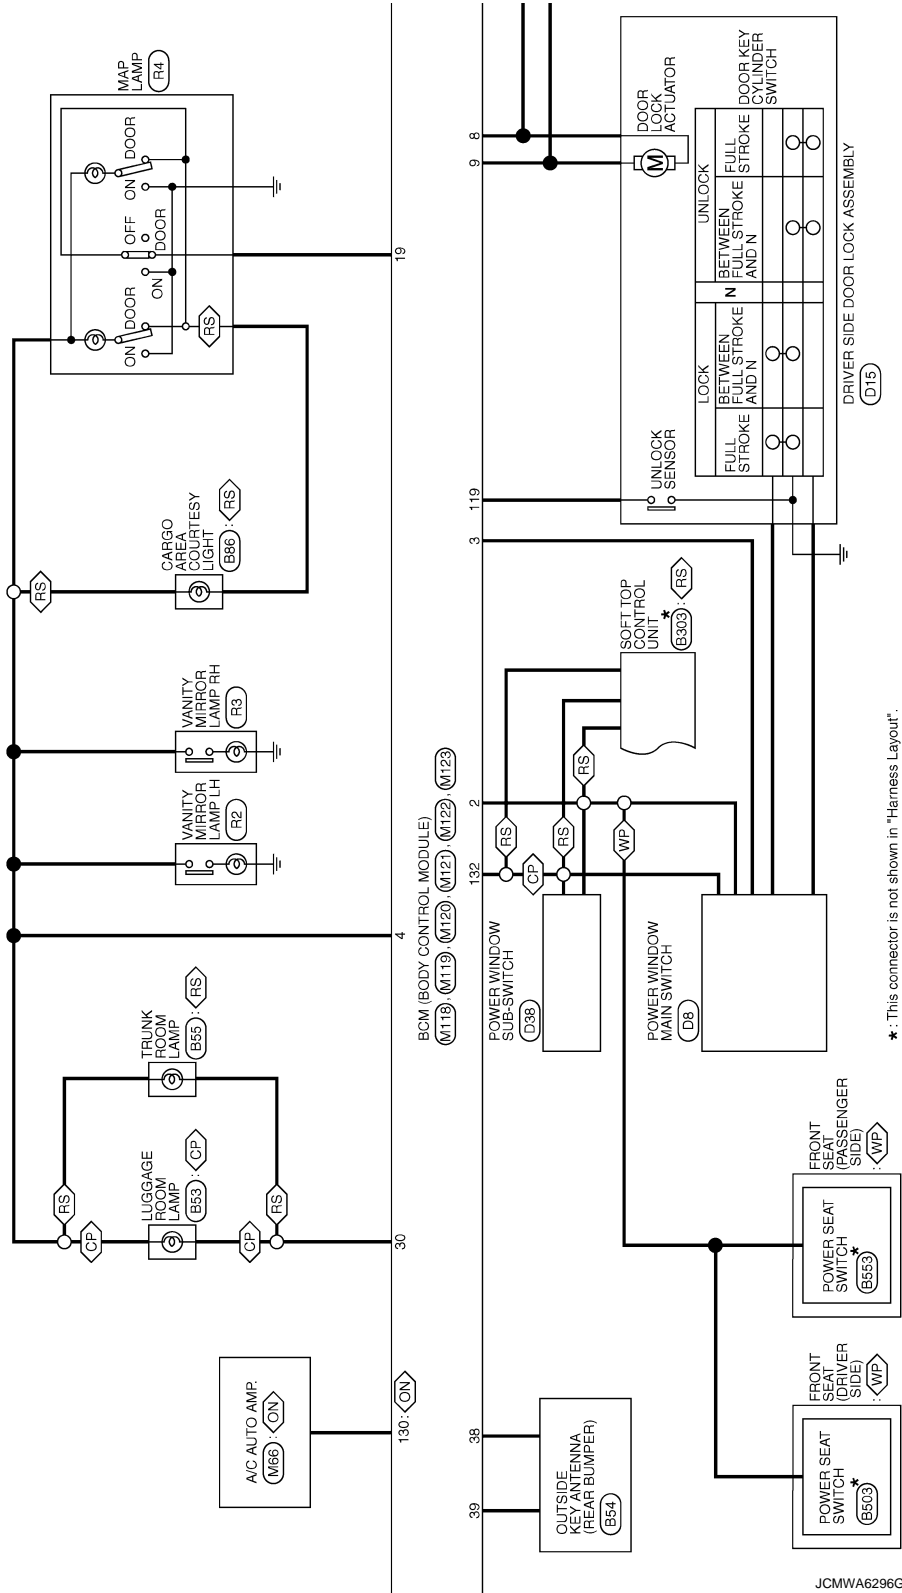 A/C AUTO AMP.
M66 : ON
130: ON
LUGGAGE
ROOM
LAMP
B53 : CP
CP
CP
30
TRUNK
ROOM
LAMP
B55 : RS
RS
RS
4
VANITY
MIRROR
LAMP LH
R2
VANITY
MIRROR
LAMP RH
R3
CARGO
AREA
COURTESY
LIGHT
B86 : RS
RS
MAP
LAMP
R4
ON DOOR
ON
OFF
DOOR
ON DOOR
RS
19
BCM (BODY CONTROL MODULE)
M118 , M119 , M120 , M121 , M122 , M123
39
38
OUTSIDE
KEY ANTENNA
(REAR BUMPER)
B54
FRONT
SEAT
(DRIVER
SIDE)
: WP
POWER SEAT
SWITCH
*
B503
FRONT
SEAT
(PASSENGER
SIDE)
: WP
POWER SEAT
SWITCH
*
B553
POWER WINDOW
SUB-SWITCH
D38
POWER WINDOW
MAIN SWITCH
D8
132
2
RS
CP
RS
WP
RS
SOFT TOP
CONTROL
UNIT
*
B303 : RS
3
119
9
8
UNLOCK
SENSOR
DOOR
LOCK
ACTUATOR
M
LOCK
N
UNLOCK
FULL
STROKE
BETWEEN
FULL STROKE
AND N
BETWEEN
FULL STROKE
AND N
FULL
STROKE
DOOR KEY
CYLINDER
SWITCH
DRIVER SIDE DOOR LOCK ASSEMBLY
D15
* : This connector is not shown in "Harness Layout".
JCMWA6296G